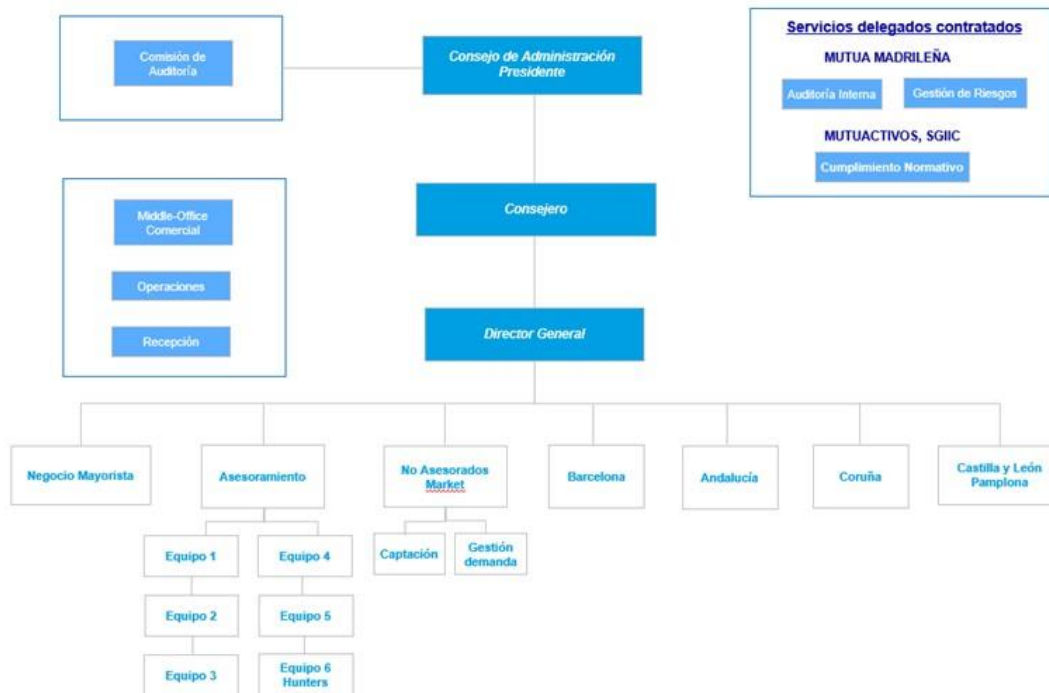 Comisión de
Auditoría
Consejo de Administración
Presidente
Servicios delegados contratados
MUTUA MADRILEÑA
Auditoría Interna
Gestión de Riesgos
MUTUACTIVOS, SGIIC
Cumplimiento Normativo
Middle-Office
Comercial
Operaciones
Recepción
Consejero
Director General
Negocio Mayorista
Asesoramiento
No Asesorados
Market
Barcelona
Andalucía
Coruña
Castilla y León
Pamplona
Equipo 1
Equipo 4
Captación
Gestión
demanda
Equipo 2
Equipo 5
Equipo 3
Equipo 6
Hunters